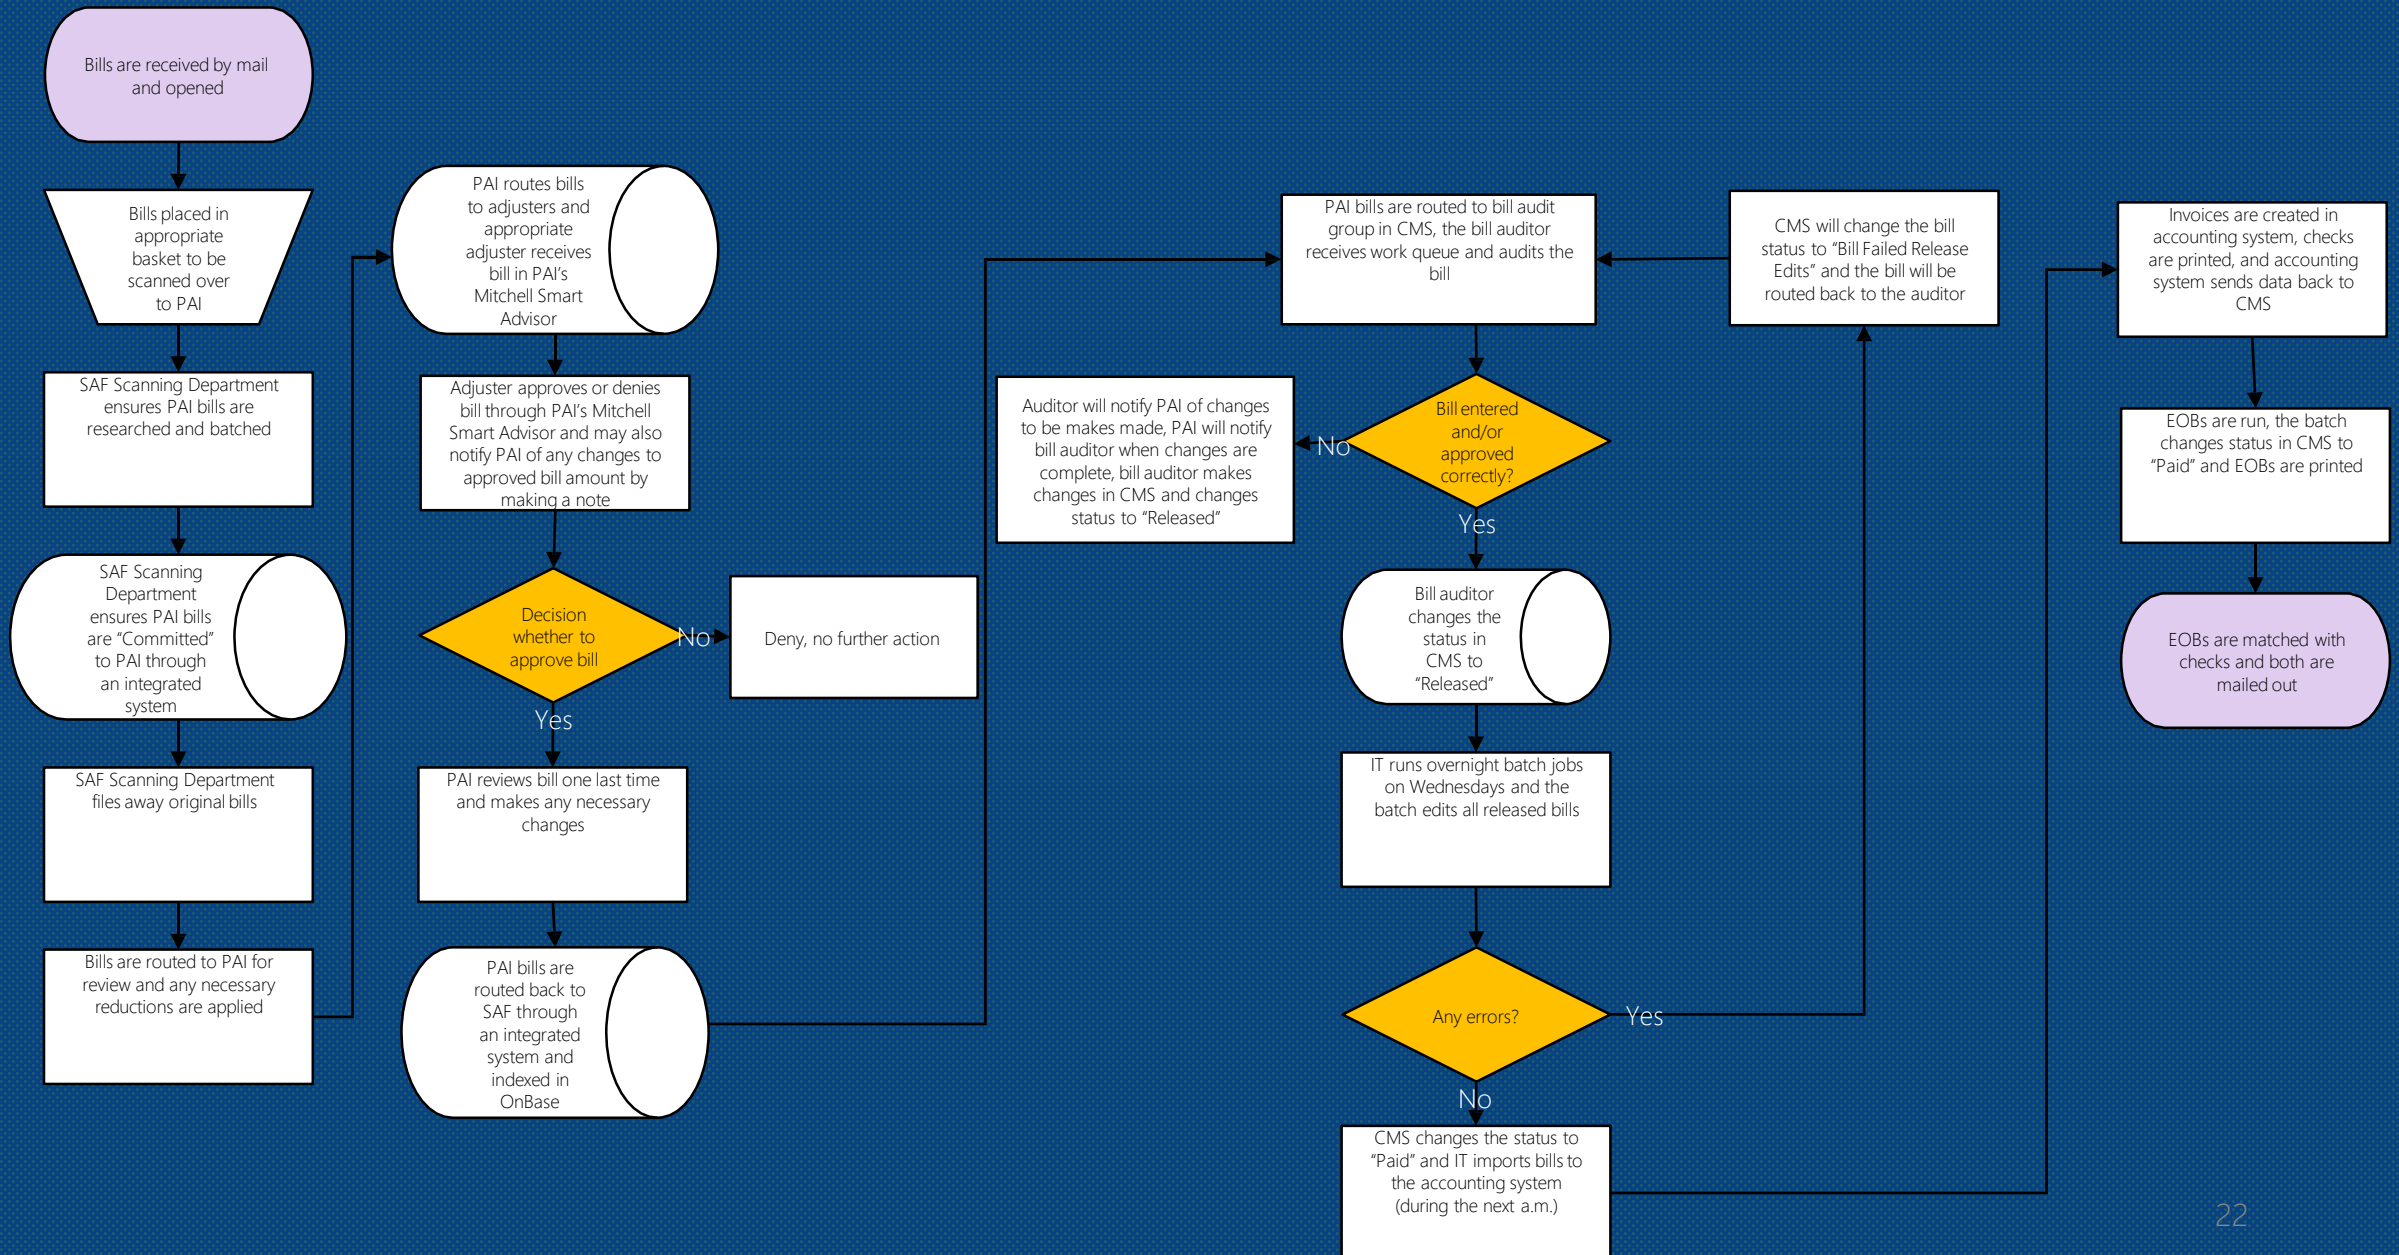 Bills are received by mail
and opened
Bills placed in
appropriate
basket to be
scanned over
to PAI
SAF Scanning Department
ensures PAI bills are
researched and batched
SAF Scanning
Department
ensures PAI bills
are “Committed”
to PAI through
an integrated
system
SAF Scanning Department
files away original bills
Bills are routed to PAI for
review and any necessary
reductions are applied
PAI routes bills
to adjusters and
appropriate
adjuster receives
bill in PAI’s
Mitchell Smart
Advisor
Adjuster approves or denies
bill through PAI’s Mitchell
Smart Advisor and may also
notify PAI of any changes to
approved bill amount by
making a note
Decision
whether to
approve bill
No
Deny, no further action
Yes
PAI reviews bill one last time
and makes any necessary
changes
PAI bills are
routed back to
SAF through
an integrated
system and
indexed in
OnBase
PAI bills are routed to bill audit
group in CMS, the bill auditor
receives work queue and audits the
bill
Bill entered
and/or
approved
correctly?
No
Auditor will notify PAI of changes
to be makes made, PAI will notify
bill auditor when changes are
complete, bill auditor makes
changes in CMS and changes
status to “Released”
Yes
Bill auditor
changes the
status in
CMS to
“Released”
IT runs overnight batch jobs
on Wednesdays and the
batch edits all released bills
Any errors?
Yes
CMS will change the bill
status to “Bill Failed Release
Edits” and the bill will be
routed back to the auditor
No
CMS changes the status to
“Paid” and IT imports bills to
the accounting system
(during the next a.m.)
Invoices are created in
accounting system, checks
are printed, and accounting
system sends data back to
CMS
EOBs are run, the batch
changes status in CMS to
“Paid” and EOBs are printed
EOBs are matched with
checks and both are
mailed out
22